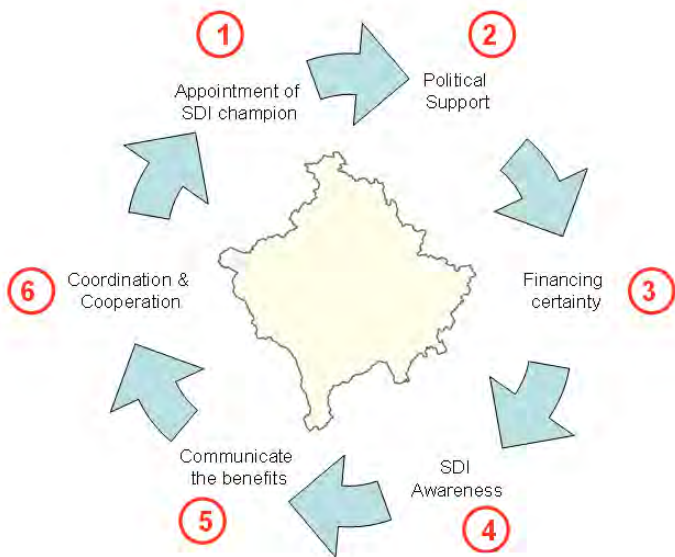 1
Appointment of
SDI champion
2
Political
Support
3
Financing
certainty
4
SDI
Awareness
5
Communicate
the benefits
6
Coordination &
Cooperation